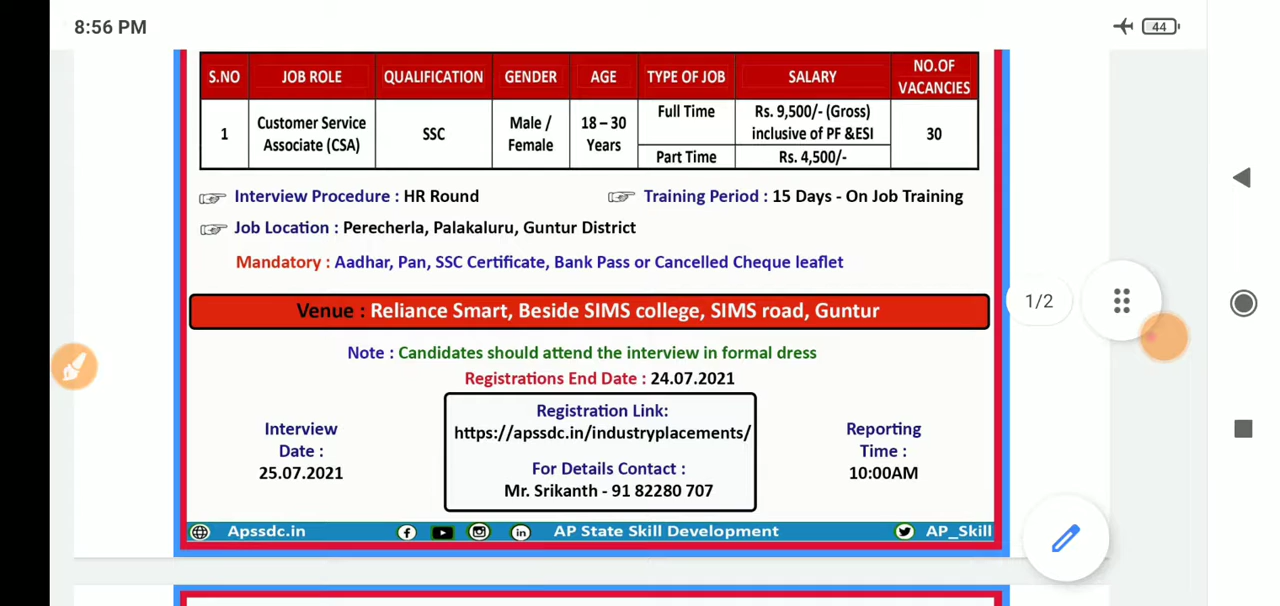 8:56 PM
44
S.NO JOB ROLE QUALIFICATION GENDER AGE TYPE OF JOB SALARY NO.OF VACANCIES
1 Customer Service Associate (CSA) SSC Male / Female 18 – 30 Years Full Time Rs. 9,500/- (Gross) inclusive of PF &ESI 30
Part Time Rs. 4,500/-
Interview Procedure : HR Round Training Period : 15 Days - On Job Training
Job Location : Perecherla, Palakaluru, Guntur District
Mandatory : Aadhar, Pan, SSC Certificate, Bank Pass or Cancelled Cheque leaflet
Venue : Reliance Smart, Beside SIMS college, SIMS road, Guntur
1/2
Note : Candidates should attend the interview in formal dress
Registrations End Date : 24.07.2021
Interview
Date :
25.07.2021
Registration Link:
https://apssdc.in/industryplacements/
For Details Contact :
Mr. Srikanth - 91 82280 707
Reporting
Time :
10:00AM
Apssdc.in AP State Skill Development AP_Skill